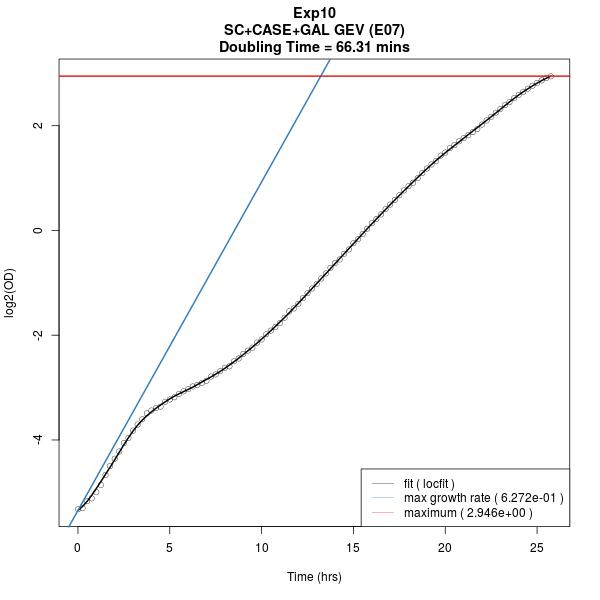 Exp10
SC+CASE+GAL GEV (E07)
Doubling Time = 66.31 mins
log2(OD)
2
0
-2
-4
0 5 10 15 20 25
Time (hrs)
fit ( locfit )
max growth rate ( 6.272e-01 )
maximum ( 2.946e+00 )